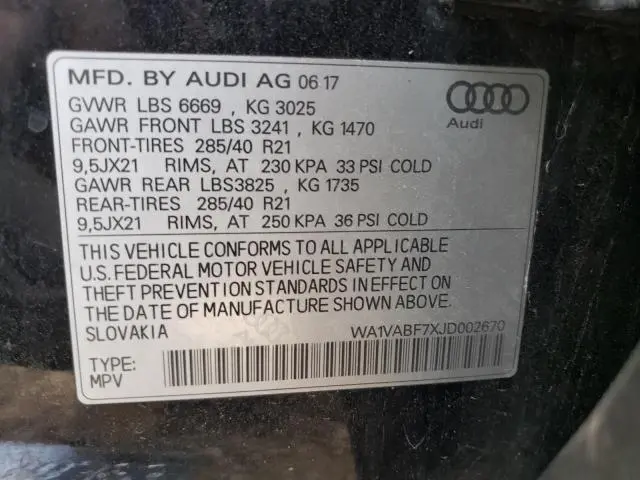 MFD. BY AUDI AG 06 17
GVWR LBS 6669 , KG 3025
GAWR FRONT LBS 3241 , KG 1470
FRONT-TIRES 285/40 R21
9,5JX21 RIMS, AT 230 KPA 33 PSI COLD
GAWR REAR LBS3825 , KG 1735
REAR-TIRES 285/40 R21
9,5JX21 RIMS, AT 250 KPA 36 PSI COLD
Audi
THIS VEHICLE CONFORMS TO ALL APPLICABLE
U.S. FEDERAL MOTOR VEHICLE SAFETY AND
THEFT PREVENTION STANDARDS IN EFFECT ON
THE DATE OF MANUFACTURE SHOWN ABOVE.
SLOVAKIA WA1VABF7XJD002670
TYPE:
MPV